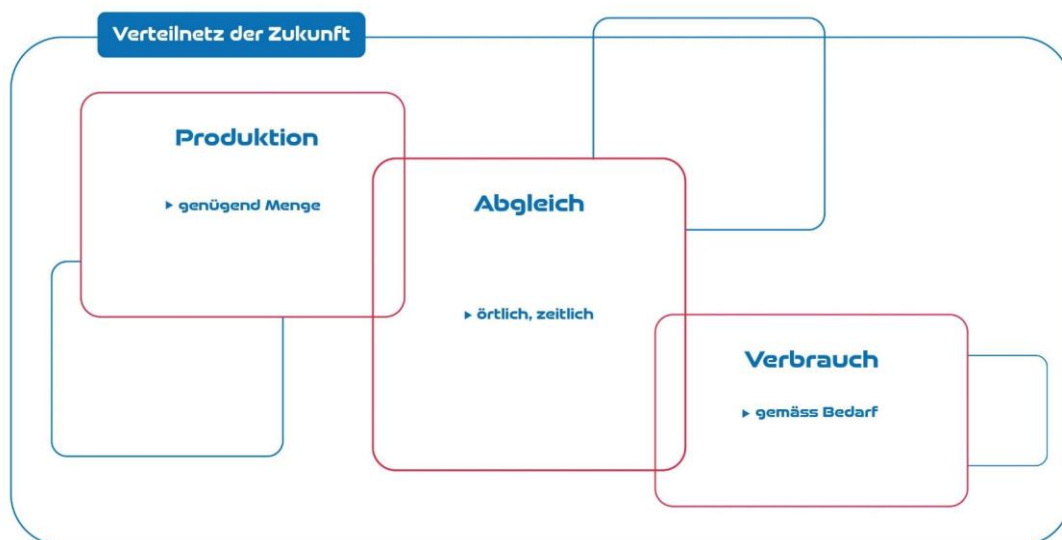 Verteilnetz der Zukunft
Produktion
▸ genügend Menge
Abgleich
▸ örtlich, zeitlich
Verbrauch
▸ gemäss Bedarf